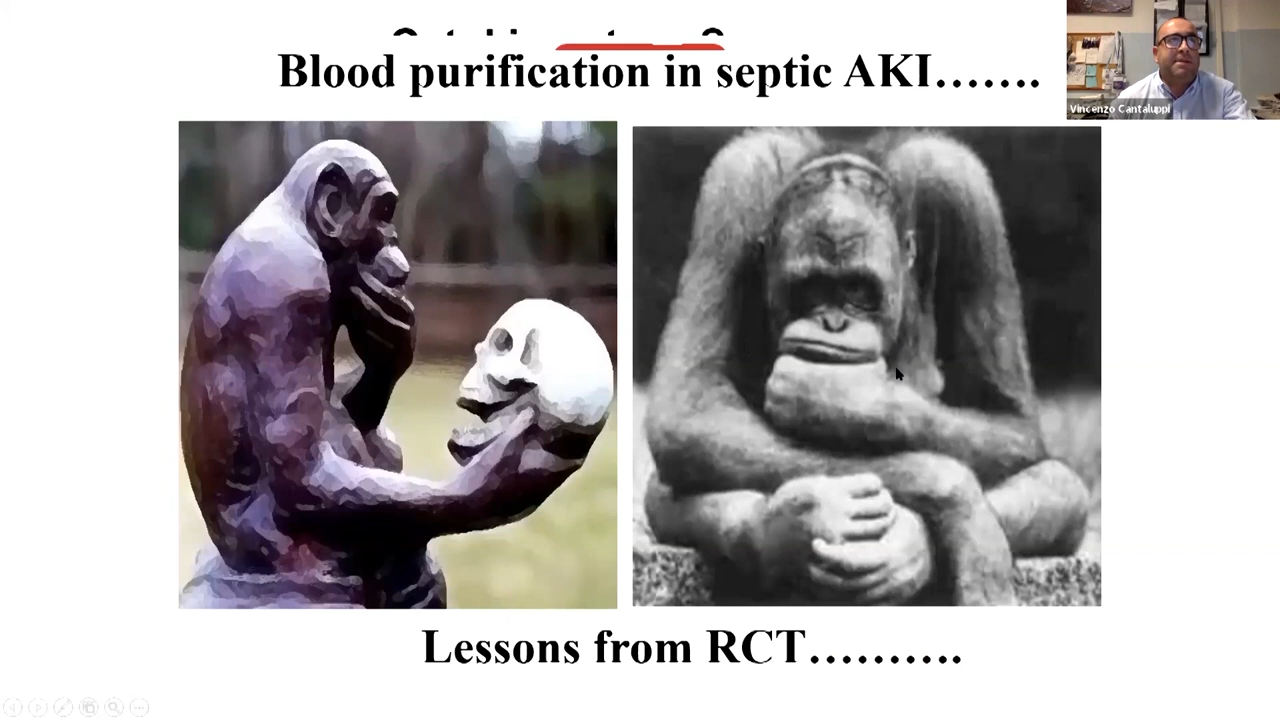 Blood purification in septic AKI…….
Vincenzo Cantaluppi
Lessons from RCT……….